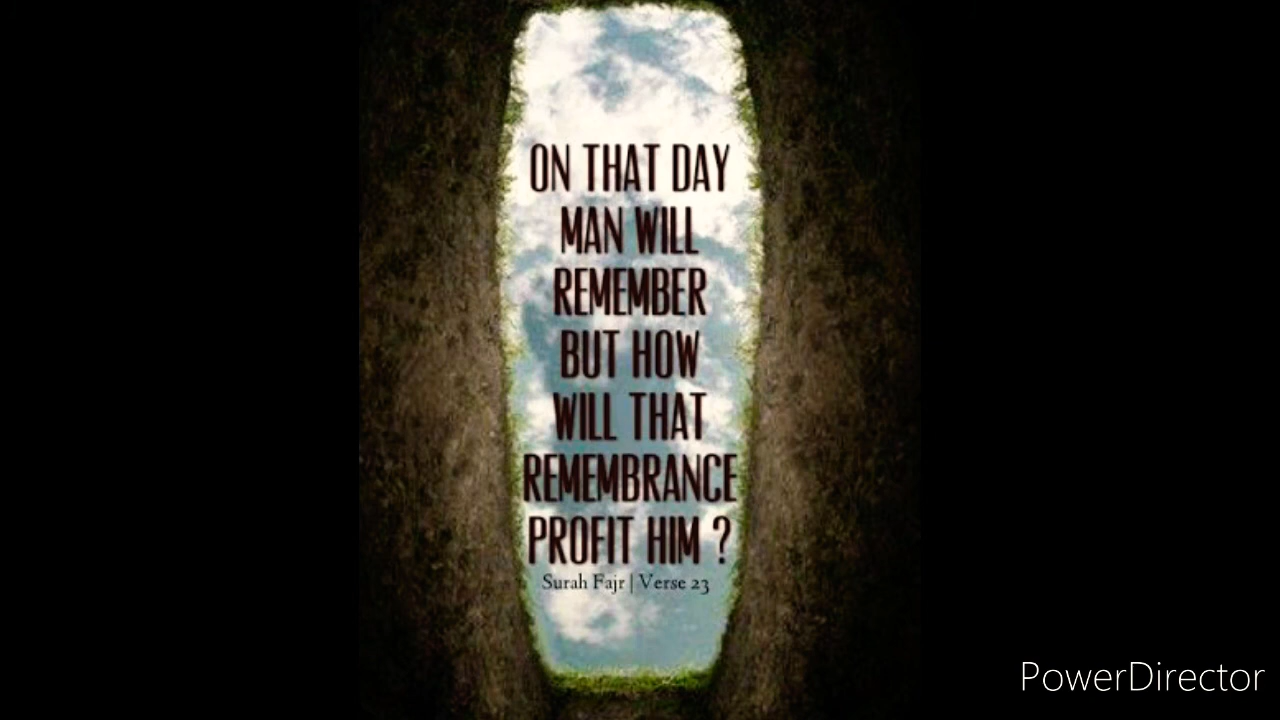 ON THAT DAY
MAN WILL
REMEMBER
BUT HOW
WILL THAT
REMEMBRANCE
PROFIT HIM ?
Surah Fajr | Verse 23
PowerDirector